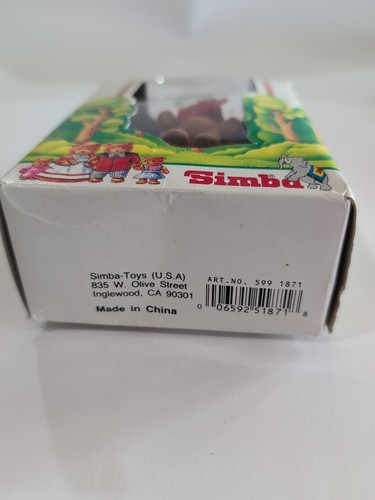 Simba
Simba-Toys (U.S.A)
835 W. Olive Street
Inglewood, CA 90301
Made in China
ART.NO. 599 1871
0 06592 51871 8